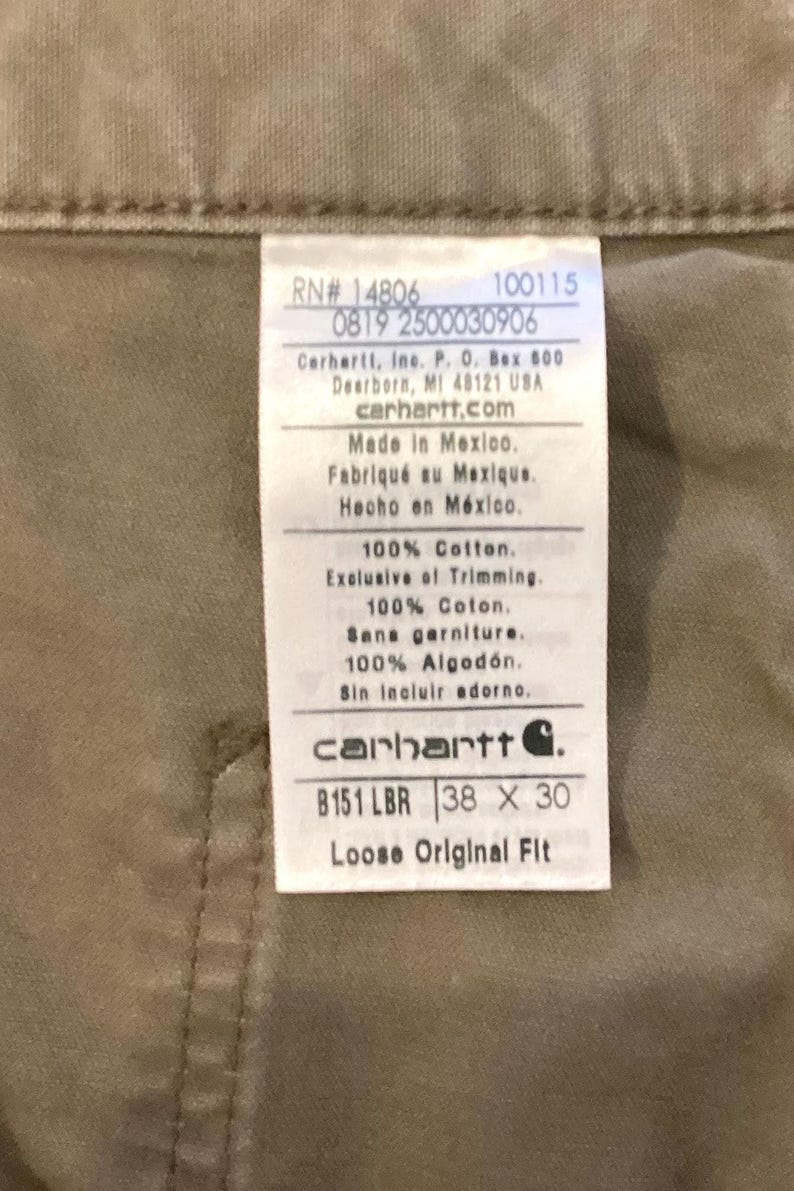 RN# 14806 100115
0819 2500030906
Carhartt, Inc. P. O. Box 600
Dearborn, MI 48121 USA
carhartt.com
Made in Mexico.
Fabriqué au Mexique.
Hecho en México.
100% Cotton.
Exclusive of Trimming.
100% Coton.
Sans garniture.
100% Algodón.
Sin incluir adorno.
carhartt.
B151 LBR 38 X 30
Loose Original Fit